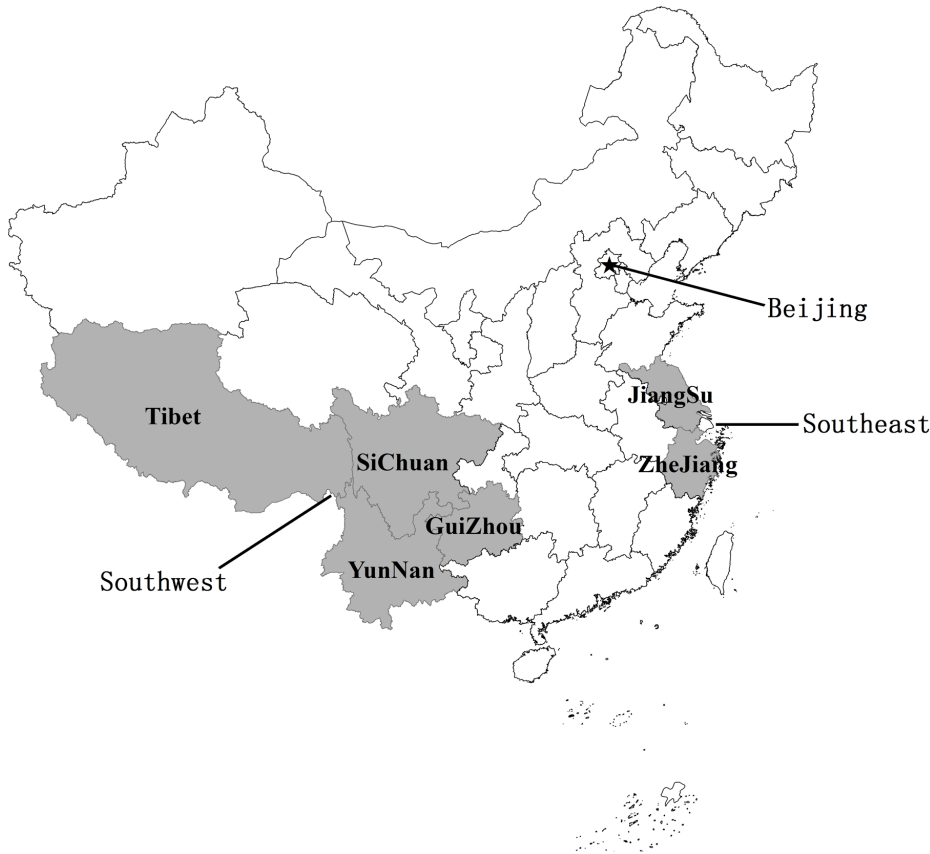 Beijing
JiangSu
Tibet
Southeast
SiChuan
ZheJiang
GuiZhou
YunNan
Southwest